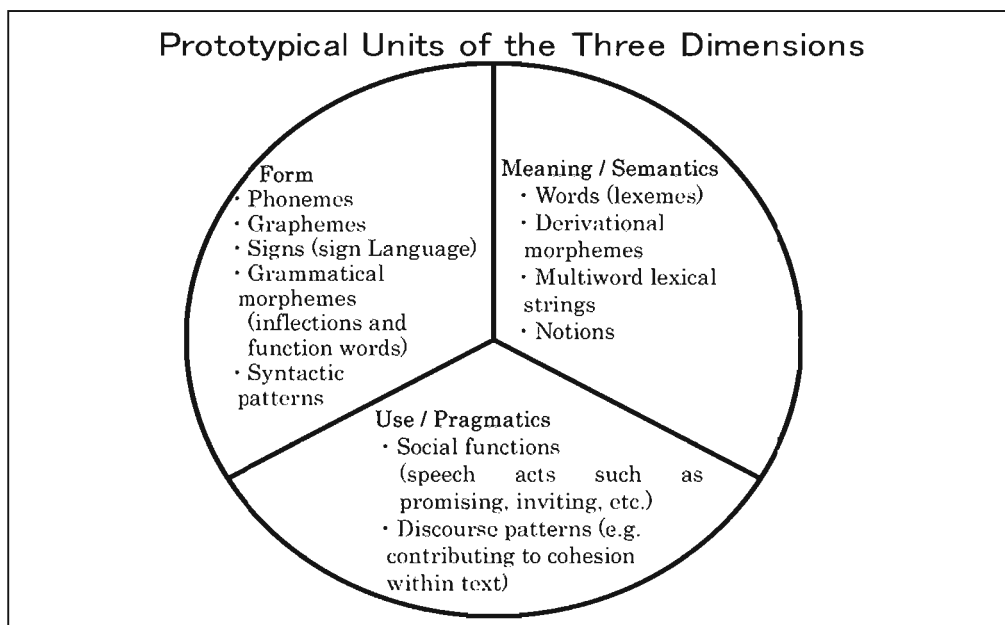 Prototypical Units of the Three Dimensions
Form
・Phonemes
・Graphemes
・Signs (sign Language)
・Grammatical
morphemes
(inflections and
function words)
・Syntactic
patterns
Meaning / Semantics
・Words (lexemes)
・Derivational
morphemes
・Multiword lexical
strings
・Notions
Use / Pragmatics
・Social functions
(speech acts such as
promising, inviting, etc.)
・Discourse patterns (e.g.
contributing to cohesion
within text)